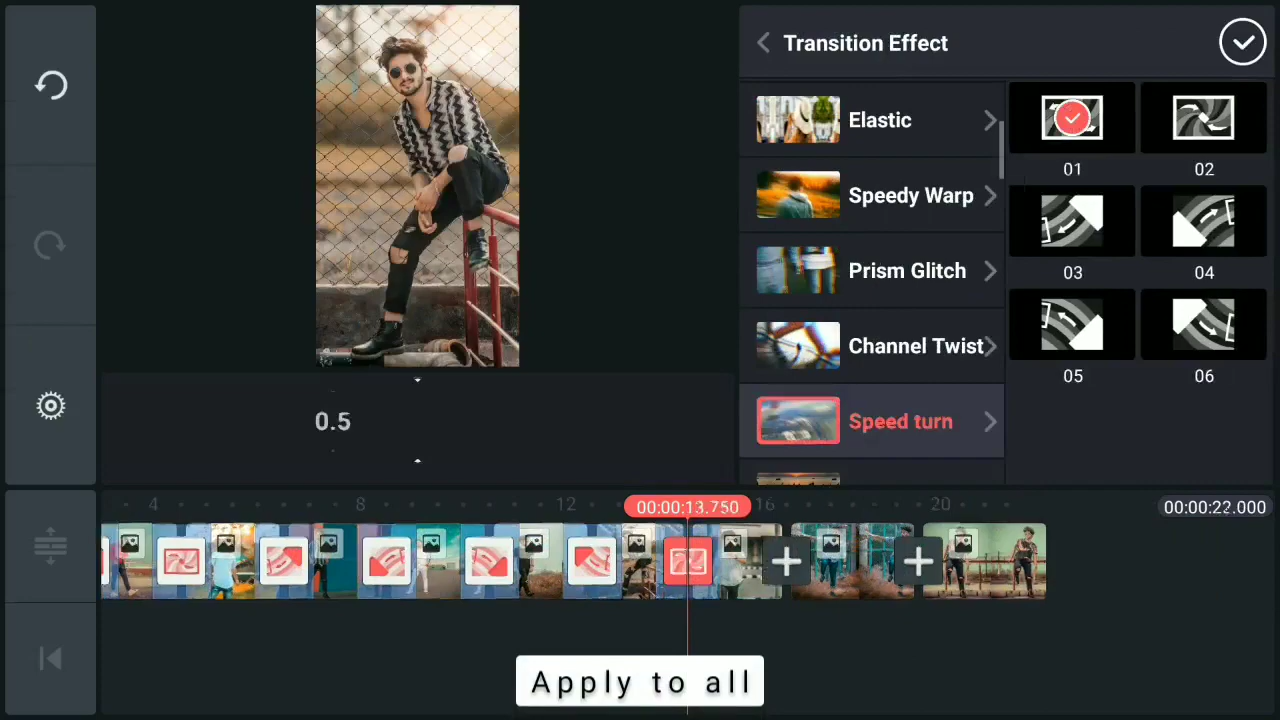 Transition Effect
Elastic
Speedy Warp
Prism Glitch
Channel Twist
Speed turn
01
02
03
04
05
06
0.5
4
8
12
00:00:13.750
16
20
00:00:22.000
Apply to all